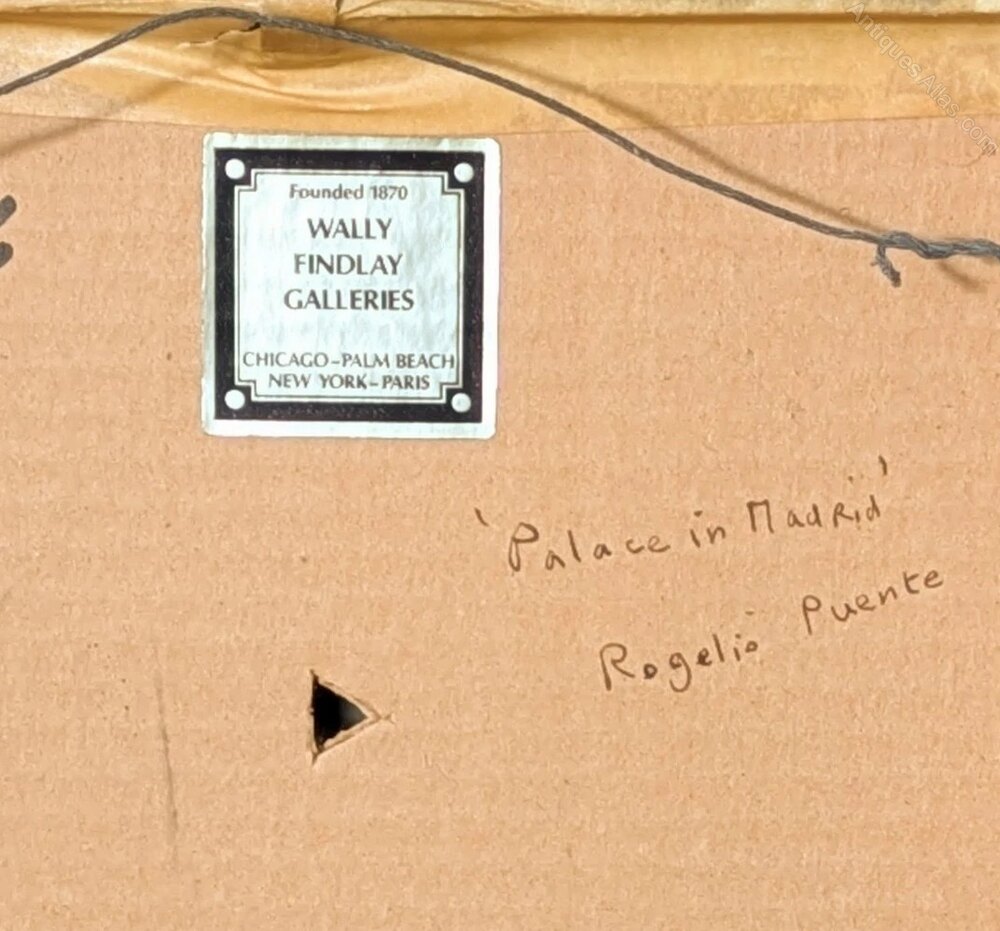 AntiquesAtlas.com
Founded 1870
WALLY
FINDLAY
GALLERIES
CHICAGO-PALM BEACH
NEW YORK-PARIS
'Palace in Madrid'
Rogelio Puente